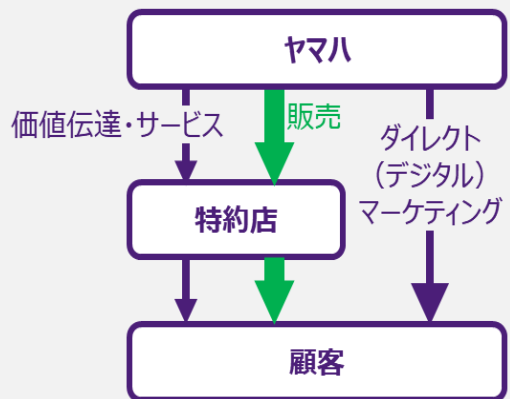 ヤマハ
価値伝達・サービス
販売
ダイレクト
（デジタル）
マーケティング
特約店
顧客